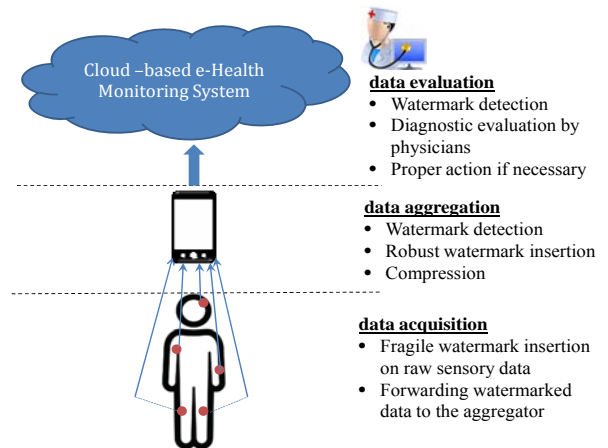 Cloud –based e-Health
Monitoring System
data evaluation
• Watermark detection
• Diagnostic evaluation by
physicians
• Proper action if necessary
data aggregation
• Watermark detection
• Robust watermark insertion
• Compression
data acquisition
• Fragile watermark insertion
on raw sensory data
• Forwarding watermarked
data to the aggregator